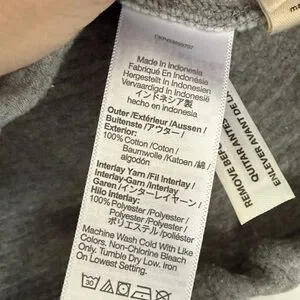 Made In Indonesia
Fabriqué En Indonésie
Hergestellt In Indonesien
Vervaardigd In Indonesië
インドネシア製
hecho en indonesia
Outer / Extérieur / Aussen /
Buitenste / アウター /
Exterior:
100% Cotton / Coton /
Baumwolle / Katoen / 綿 /
algodón
Interlay Yarn / Fil Interlay /
Interlay-Garn / Interlay
Garen / インターレイヤーン /
Hilo Interlay:
100% Polyester / Polyester /
Polyester / Polyester /
ポリエステル / poliéster
Machine Wash Cold With Like
Colors. Non-Chlorine Bleach
Only. Tumble Dry Low. Iron
On Lowest Setting.
30
REMOVE BEF
QUITAR ANTES
ENLEVER AVANT DE LA